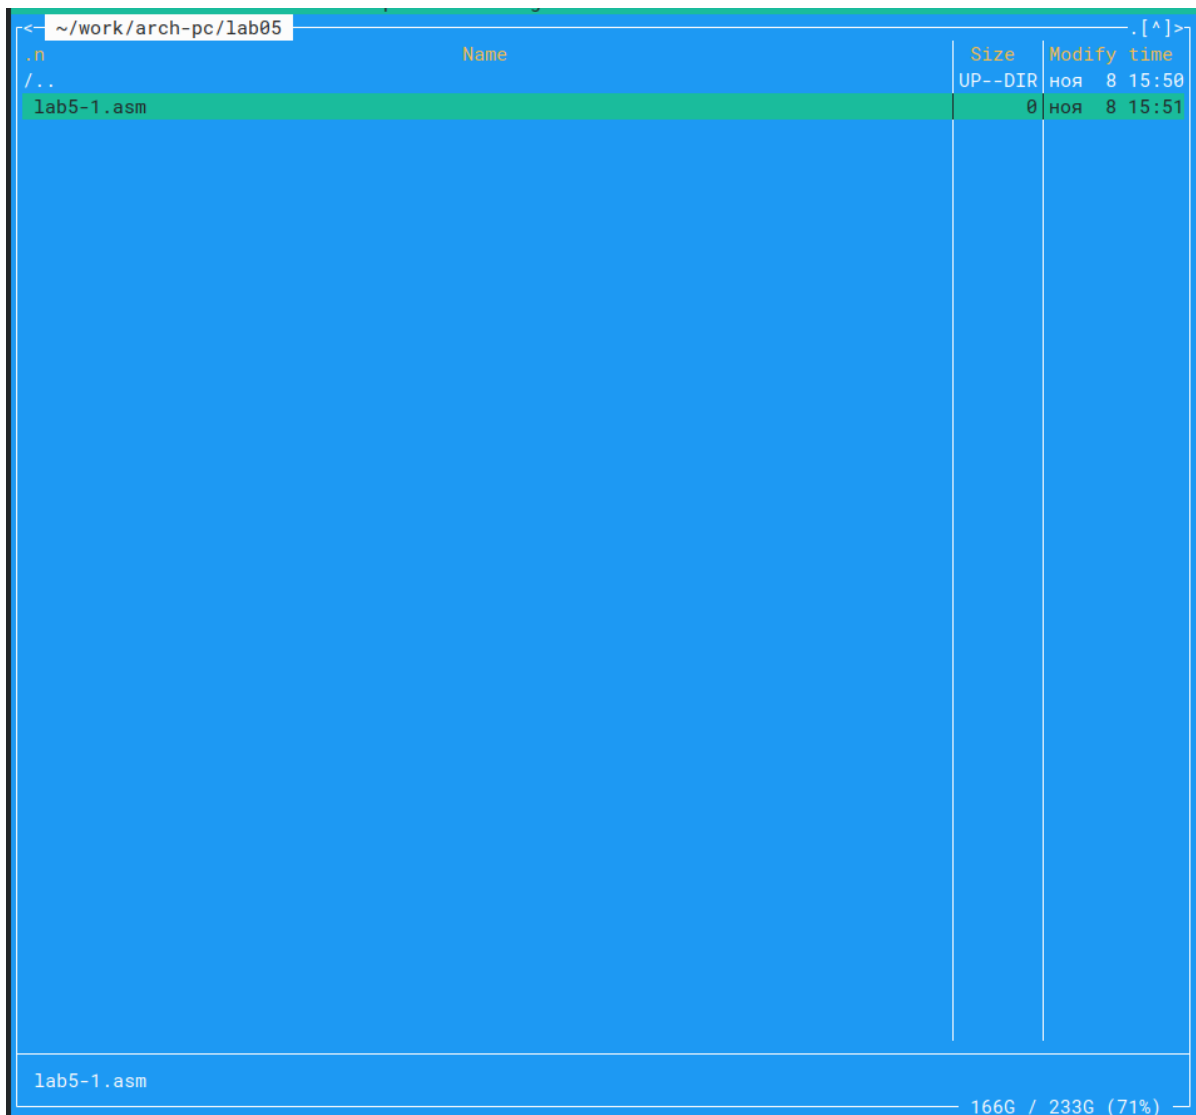 <- ~/work/arch-pc/lab05 .[^]>
.n Name Size Modify time
/.. UP--DIR ноя 8 15:50
lab5-1.asm 0 ноя 8 15:51
lab5-1.asm
166G / 233G (71%)